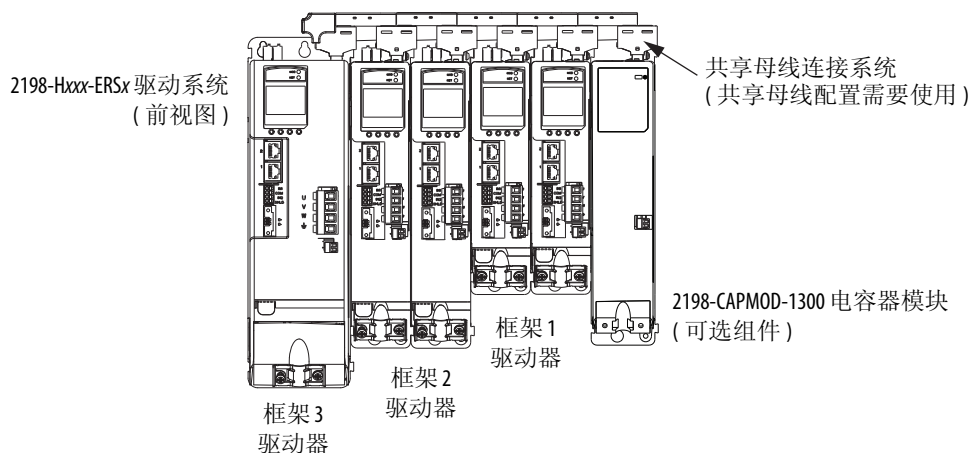 2198-Hxxx-ERSx 驱动系统
( 前视图 )
共享母线连接系统
( 共享母线配置需要使用 )
2198-CAPMOD-1300 电容器模块
( 可选组件 )
框架 1
驱动器
框架 2
驱动器
框架 3
驱动器